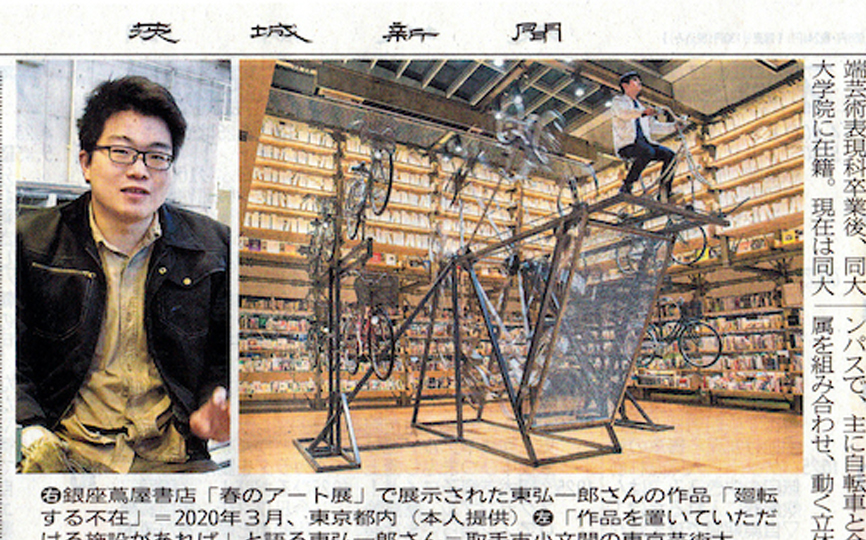 茨城新聞
端芸術表現科卒業後、同大
大学院に在籍。現在は同大
ンパスで、主に自転車と金
属を組み合わせ、動く立体
㊨銀座蔦屋書店「春のアート展」で展示された東弘一郎さんの作品「廻転
する不在」＝2020年3月、東京都内（本人提供）㊧「作品を置いていただ
ける施設があれば」と語る東弘一郎さん＝取手市小文間の東京芸術大